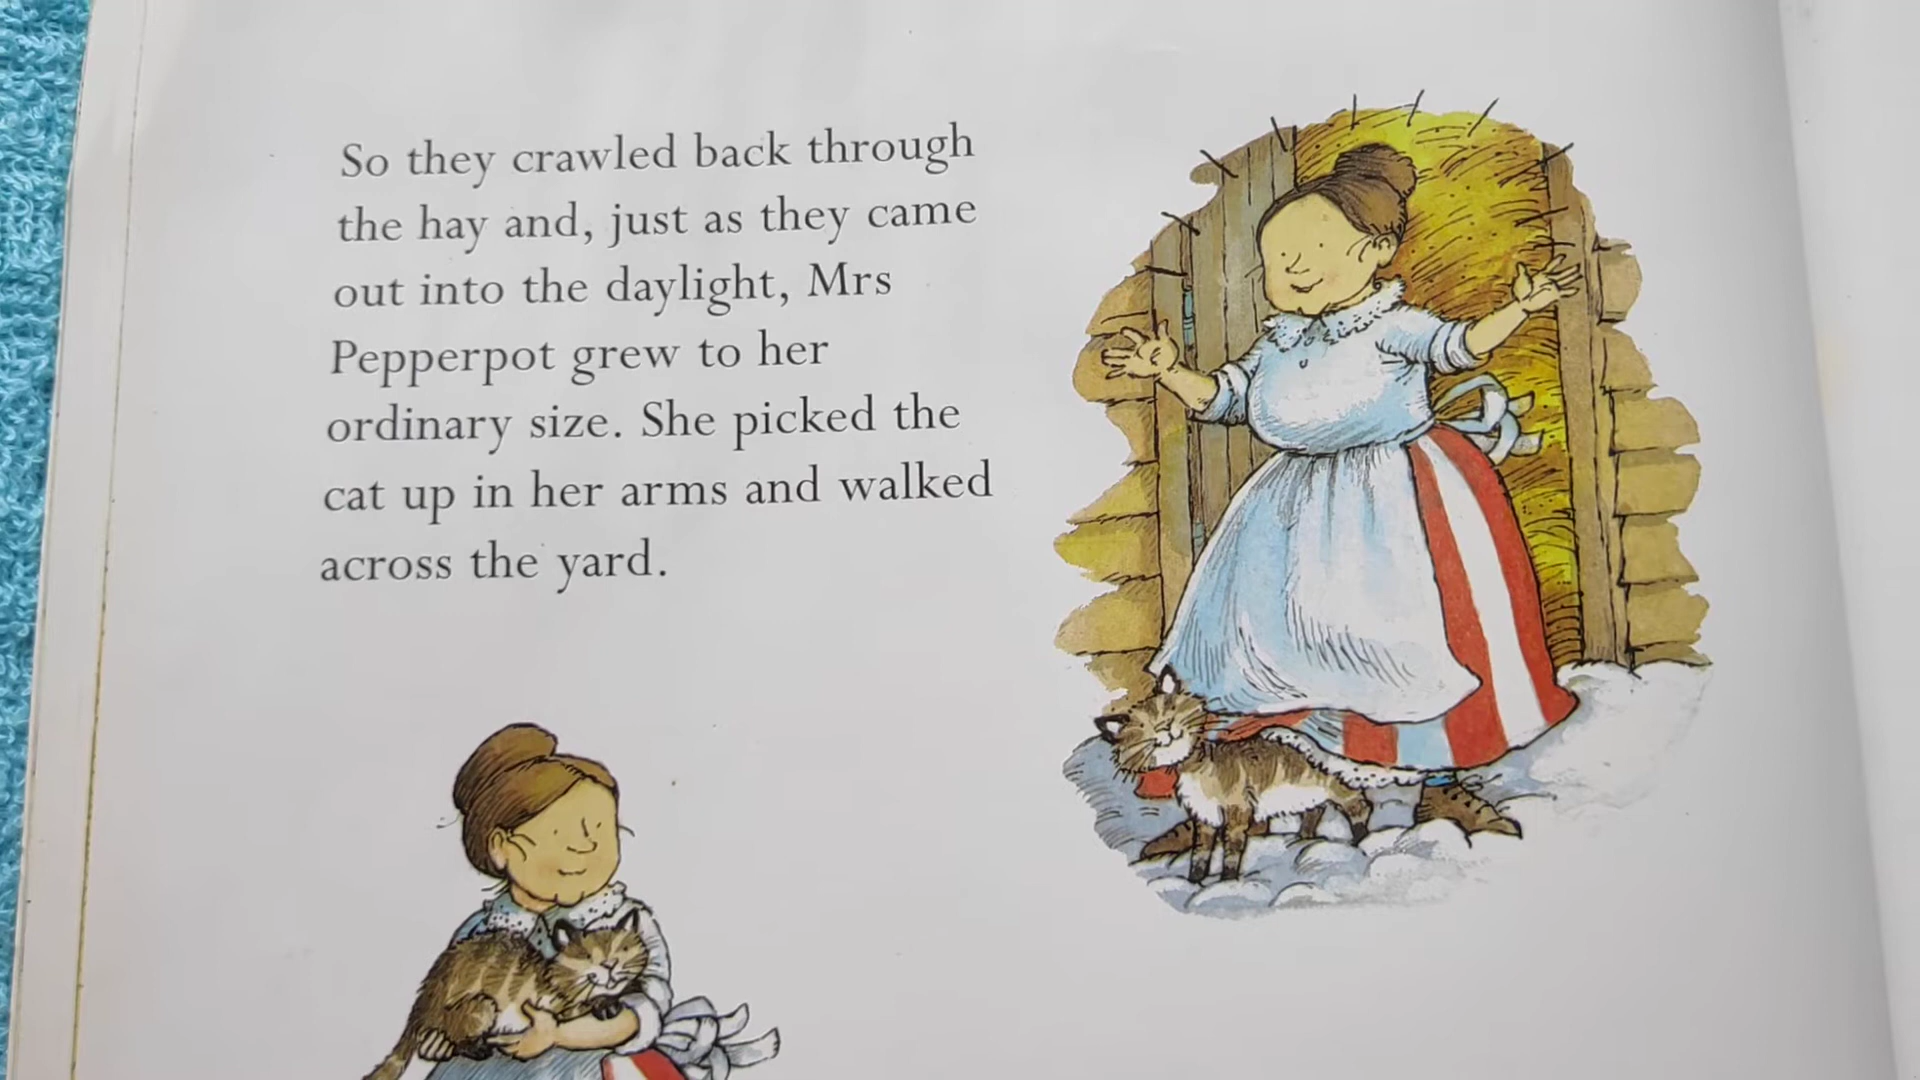 So they crawled back through
the hay and, just as they came
out into the daylight, Mrs
Pepperpot grew to her
ordinary size. She picked the
cat up in her arms and walked
across the yard.